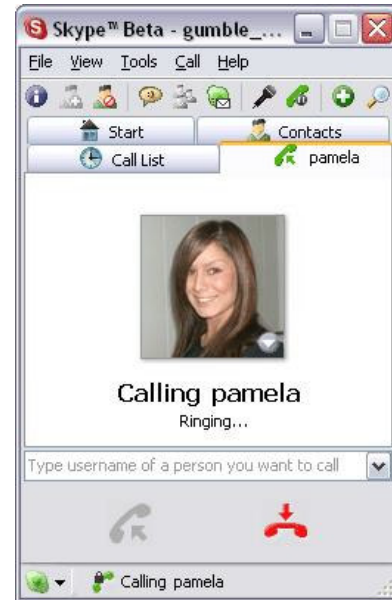 Skype™ Beta - gumble_...
File View Tools Call Help
Start Contacts
Call List pamela
Calling pamela
Ringing...
Type username of a person you want to call
Calling pamela